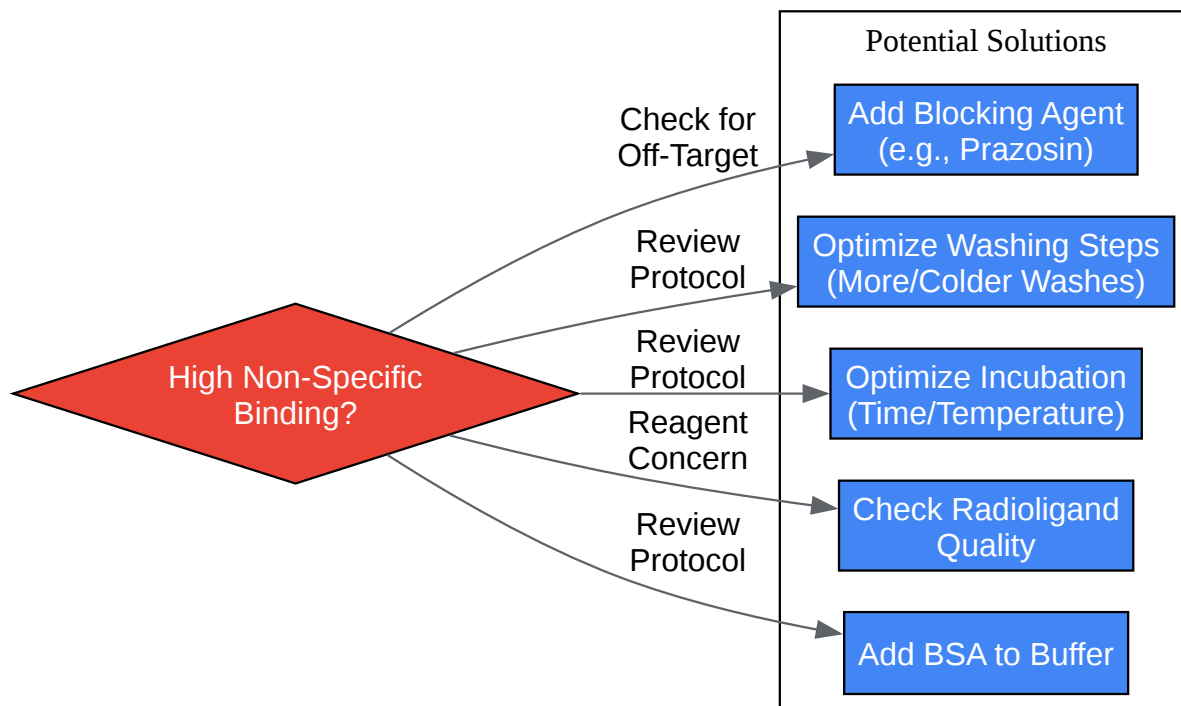 Potential Solutions
Check for
Off-Target
Add Blocking Agent
(e.g., Prazosin)
Review
Protocol
Optimize Washing Steps
(More/Colder Washes)
High Non-Specific
Binding?
Review
Protocol
Optimize Incubation
(Time/Temperature)
Reagent
Concern
Check Radioligand
Quality
Review
Protocol
Add BSA to Buffer